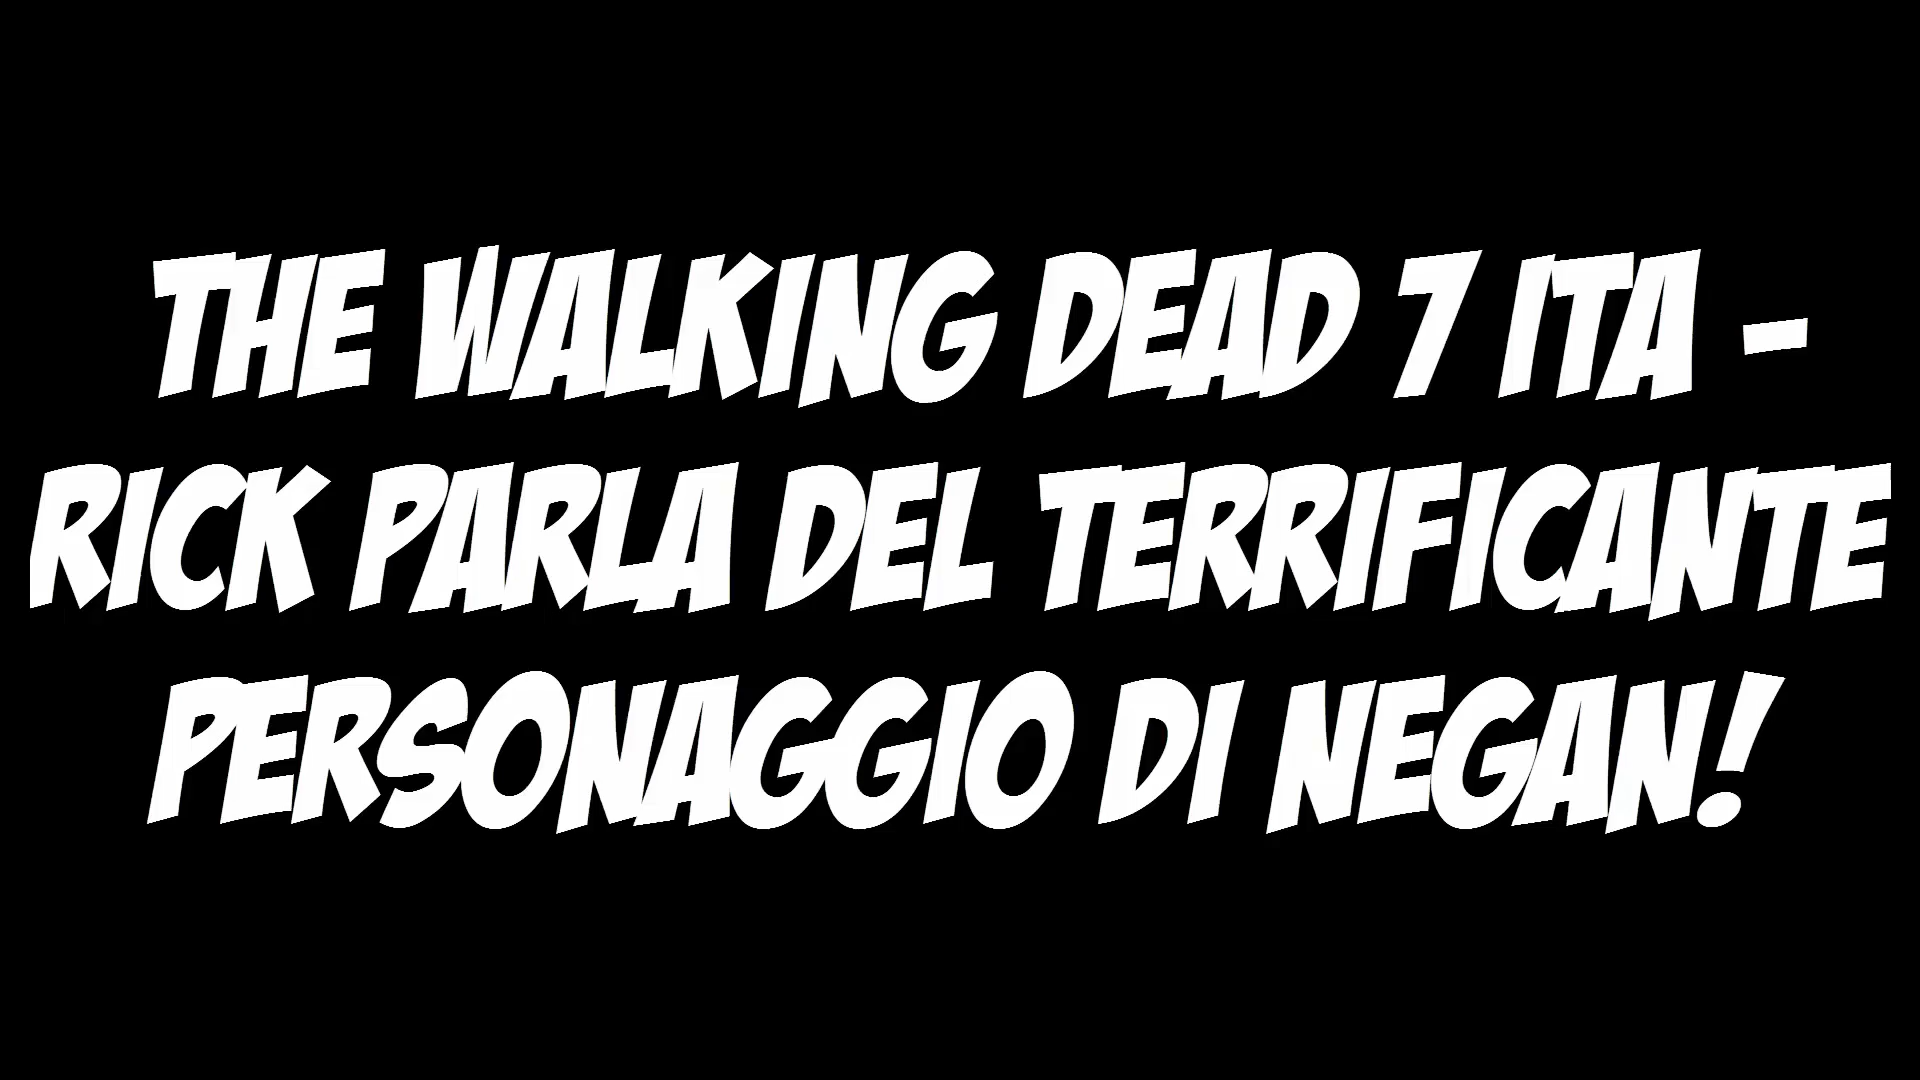 THE WALKING DEAD 7 ITA -
RICK PARLA DEL TERRIFICANTE
PERSONAGGIO DI NEGAN!